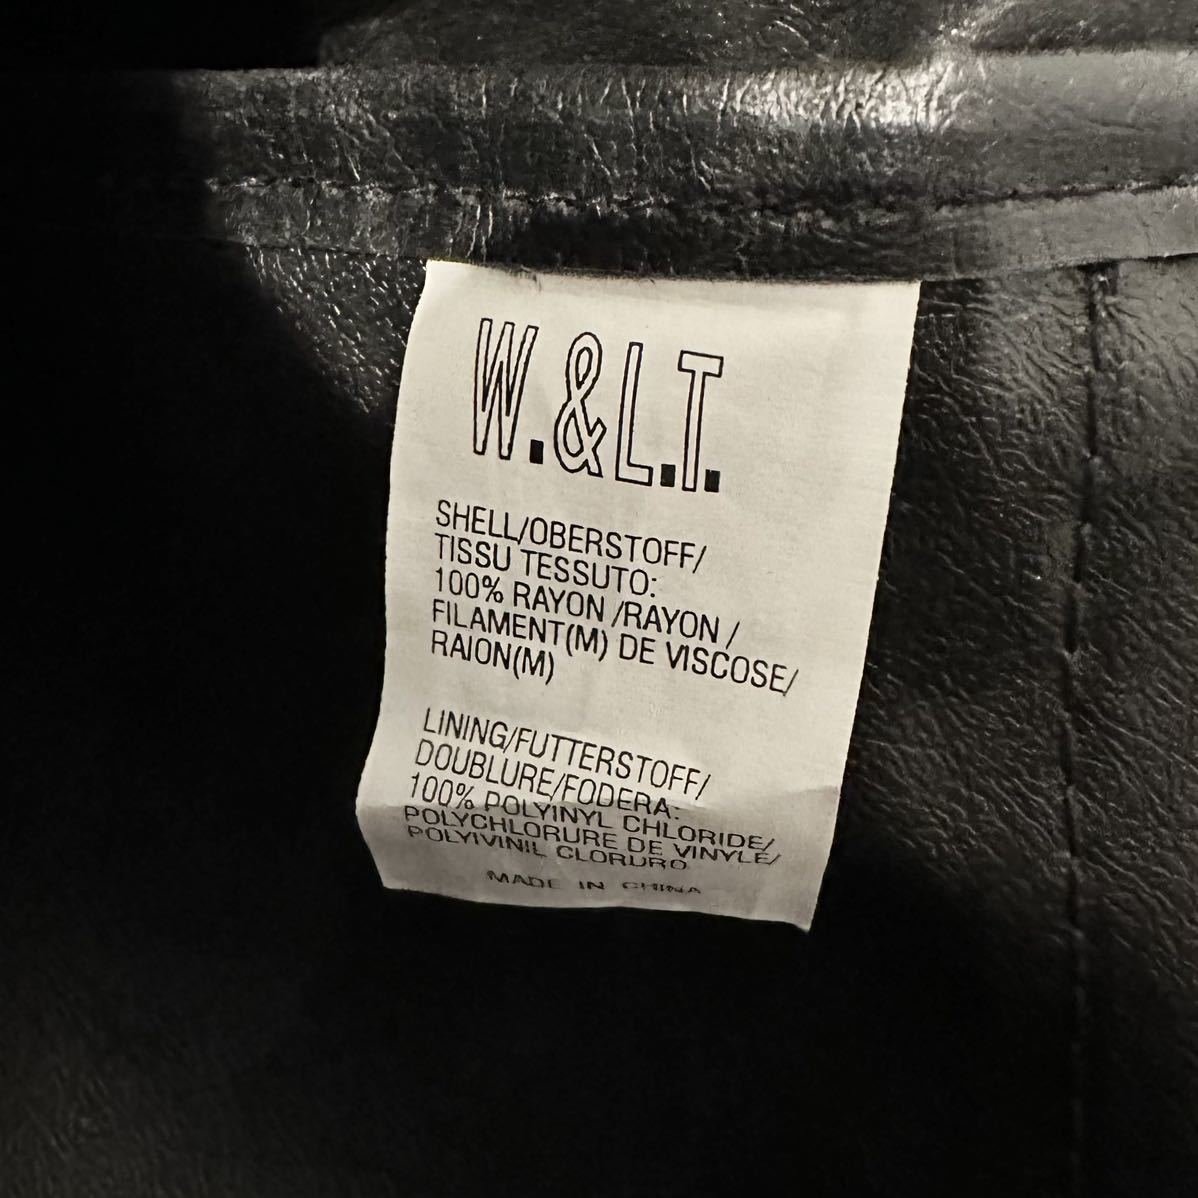 W.&L.T.
SHELL/OBERSTOFF/
TISSU TESSUTO:
100% RAYON /RAYON /
FILAMENT(M) DE VISCOSE/
RAION(M)
LINING/FUTTERSTOFF/
DOUBLURE/FODERA:
100% POLYINYL CHLORIDE/
POLYCHLORURE DE VINYLE/
POLYIVINIL CLORURO
MADE IN CHINA